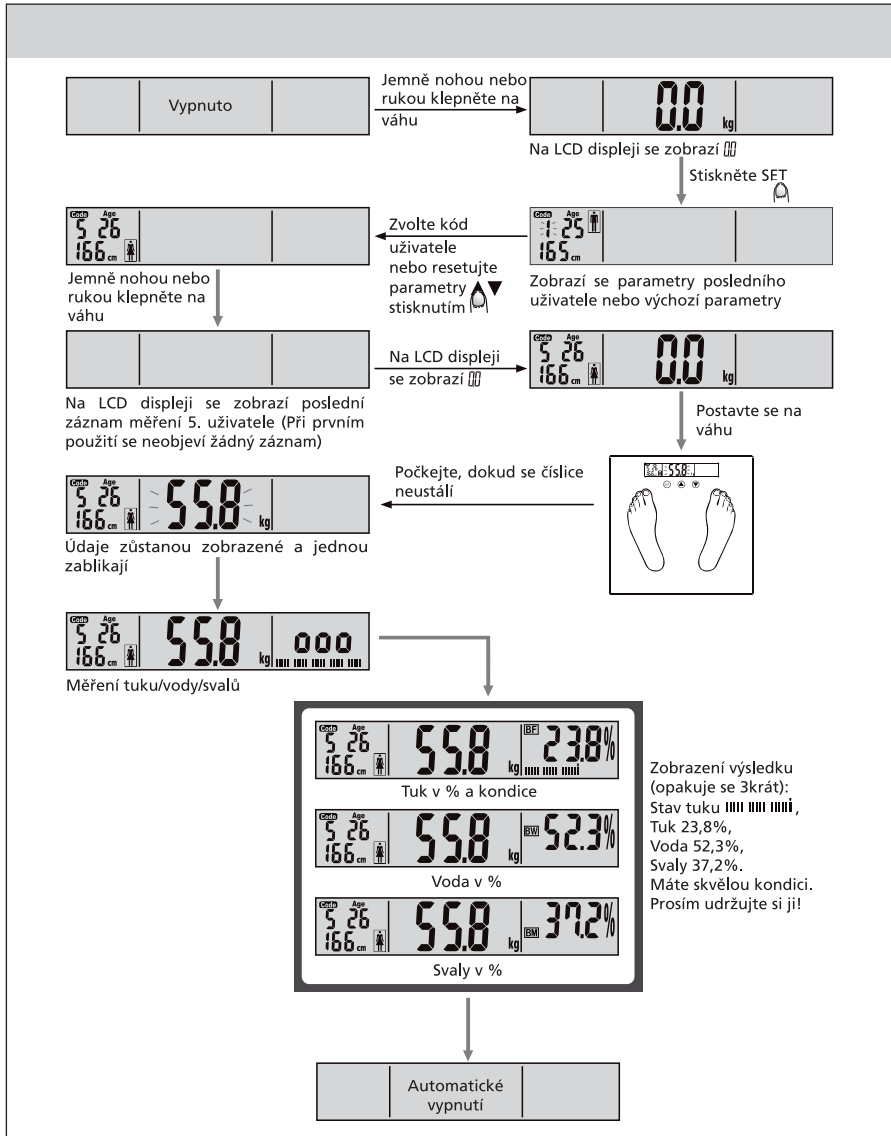 Vypnuto
Jemně nohou nebo
rukou klepněte na
váhu
0.0 kg
Na LCD displeji se zobrazí 0.0
Stiskněte SET
Code Age
1 25
165 cm
Zobrazí se parametry posledního
uživatele nebo výchozí parametry
Zvolte kód
uživatele
nebo resetujte
parametry ▲▼
stisknutím
Code Age
5 26
166 cm
Jemně nohou nebo
rukou klepněte na
váhu
Na LCD displeji se zobrazí poslední
záznam měření 5. uživatele (Při prvním
použití se neobjeví žádný záznam)
Na LCD displeji
se zobrazí 0.0
Code Age
5 26
166 cm
0.0 kg
Postavte se na
váhu
55.8
Počkejte, dokud se číslice
neustálí
Code Age
5 26
166 cm
55.8 kg
Údaje zůstanou zobrazené a jednou
zablikají
Code Age
5 26
166 cm
55.8 kg
ooo
Měření tuku/vody/svalů
Code Age
5 26
166 cm
55.8 kg
BF 23.8%
Tuk v % a kondice
Code Age
5 26
166 cm
55.8 kg
BW 52.3%
Voda v %
Code Age
5 26
166 cm
55.8 kg
BM 37.2%
Svaly v %
Zobrazení výsledku
(opakuje se 3krát):
Stav tuku ,
Tuk 23,8%,
Voda 52,3%,
Svaly 37,2%.
Máte skvělou kondici.
Prosím udržujte si ji!
Automatické
vypnutí